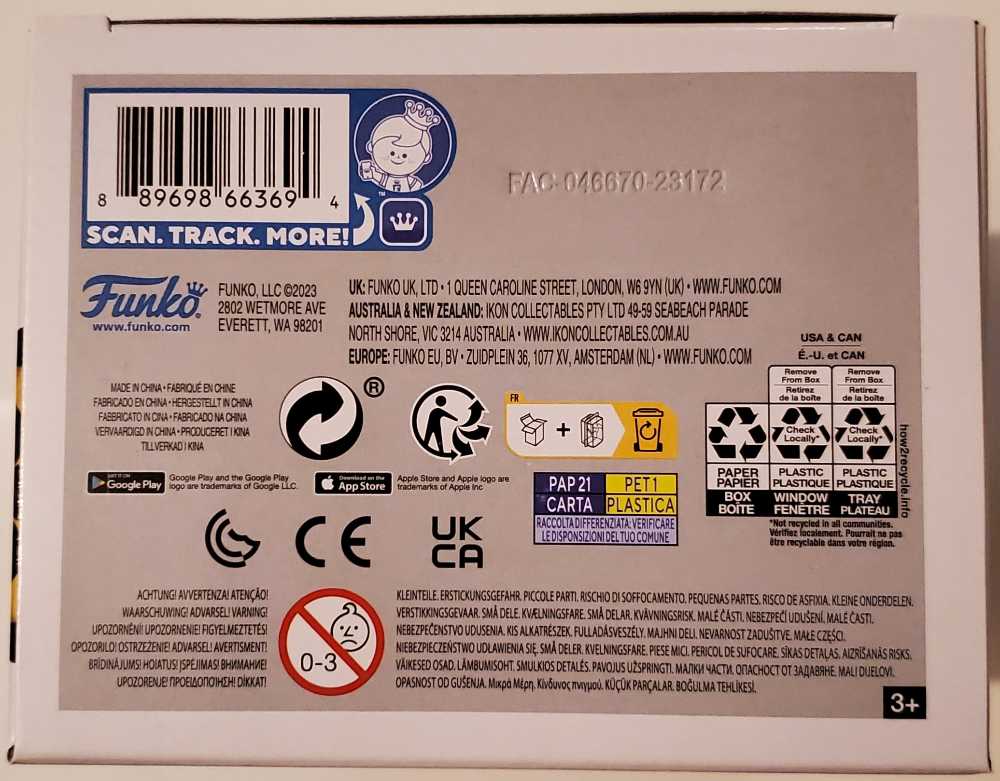 8 89698 66369 4
SCAN. TRACK. MORE!
™
FAC-046670-23172
Funko
www.funko.com
FUNKO, LLC ©2023
2802 WETMORE AVE
EVERETT, WA 98201
UK: FUNKO UK, LTD • 1 QUEEN CAROLINE STREET, LONDON, W6 9YN (UK) • WWW.FUNKO.COM
AUSTRALIA & NEW ZEALAND: IKON COLLECTABLES PTY LTD 49-59 SEABEACH PARADE
NORTH SHORE, VIC 3214 AUSTRALIA • WWW.IKONCOLLECTABLES.COM.AU
EUROPE: FUNKO EU, BV • ZUIDPLEIN 36, 1077 XV, AMSTERDAM (NL) • WWW.FUNKO.COM
MADE IN CHINA • FABRIQUÉ EN CHINE
FABRICADO EN CHINA • HERGESTELLT IN CHINA
FABBRICATO IN CINA • FABRICADO NA CHINA
VERVAARDIGD IN CHINA • PRODUCERET I KINA
TILLVERKAD I KINA
®
FR
+
USA & CAN
É.-U. et CAN
Remove
From Box
Retirez
de la boîte
Remove
From Box
Retirez
de la boîte
Check
Locally*
Check
Locally*
PAPER
PAPIER
BOX
BOÎTE
PLASTIC
PLASTIQUE
WINDOW
FENÊTRE
PLASTIC
PLASTIQUE
TRAY
PLATEAU
how2recycle.info
*Not recycled in all communities.
Vérifiez localement. Pourrait ne pas
être recyclable dans votre région.
GET IT ON
Google Play
Google Play and the Google Play
logo are trademarks of Google LLC.
Download on the
App Store
Apple Store and Apple logo are
trademarks of Apple Inc
PAP 21
CARTA
PET 1
PLASTICA
RACCOLTA DIFFERENZIATA: VERIFICARE
LE DISPOSIZIONI DEL TUO COMUNE
CE
UK
CA
ACHTUNG! AVVERTENZA! ATENÇÃO!
WAARSCHUWING! ADVARSEL! VARNING!
UPOZORNĚNÍ! UPOZORNENIE! FIGYELMEZTETÉS!
OPOZORILO! OSTRZEŻENIE! ADVARSEL! AVERTISMENT!
BRĪDINĀJUMS! HOIATUS! ĮSPĖJIMAS! ВНИМАНИЕ!
UPOZORENJE! ΠΡΟΕΙΔΟΠΟΙΗΣΗ! DİKKAT!
0-3
KLEINTEILE. ERSTICKUNGSGEFAHR. PICCOLE PARTI. RISCHIO DI SOFFOCAMENTO. PEQUENAS PARTES. RISCO DE ASFIXIA. KLEINE ONDERDELEN.
VERSTIKKINGSGEVAAR. SMÅ DELE. KVÆLNINGSFARE. SMÅ DELAR. KVÄVNINGSRISK. MALÉ ČÁSTI. NEBEZPEČÍ UDUŠENÍ. MALÉ ČASTI.
NEBEZPEČENSTVO UDUSENIA. KIS ALKATRÉSZEK. FULLADÁSVESZÉLY. MAJHNI DELI. NEVARNOST ZADUŠITVE. MAŁE CZĘŚCI.
NIEBEZPIECZEŃSTWO UDŁAWIENIA SIĘ. SMÅ DELER. KVELNINGSFARE. PIESE MICI. PERICOL DE SUFOCARE. SĪKAS DETAĻAS. AIZRĪŠANĀS RISKS.
VÄIKESED OSAD. LÄMBUMISOHT. SMULKIOS DETALĖS. PAVOJUS UŽSPRINGTI. МАЛКИ ЧАСТИ. ОПАСНОСТ ОТ ЗАДАВЯНЕ. MALI DIJELOVI.
OPASNOST OD GUŠENJA. Μικρά Μέρη. Κίνδυνος πνιγμού. KÜÇÜK PARÇALAR. BOĞULMA TEHLİKESİ.
3+